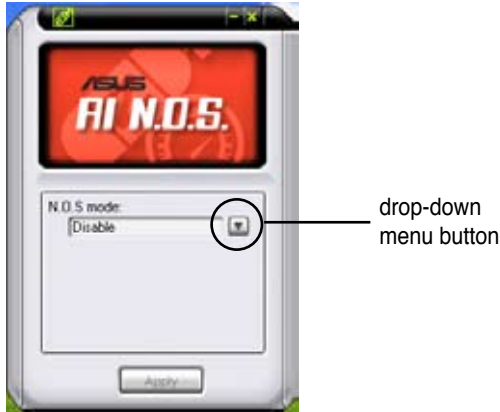 ASUS
AI N.O.S.
N.O.S mode:
Disable
drop-down
menu button
Apply